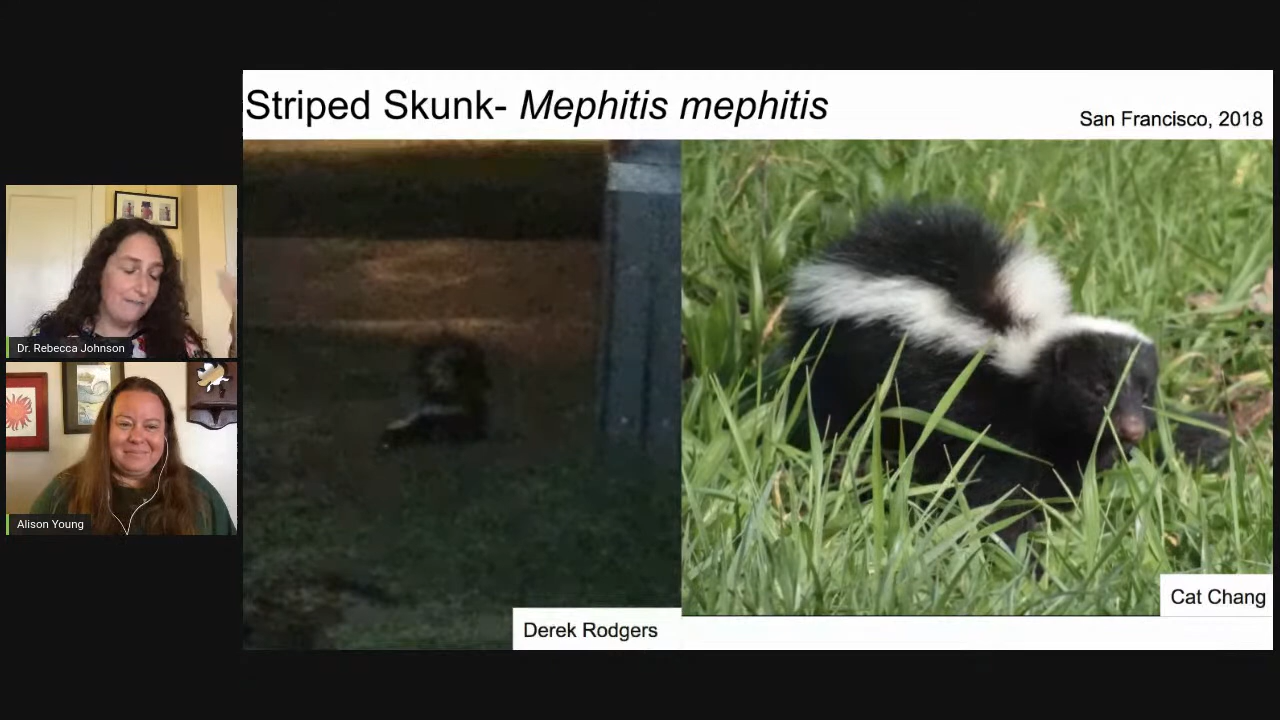 Striped Skunk- Mephitis mephitis
San Francisco, 2018
Dr. Rebecca Johnson
Alison Young
Derek Rodgers
Cat Chang